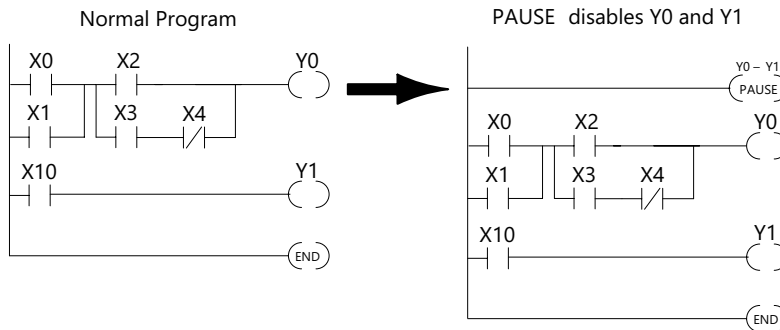 Normal Program
X0 X2 Y0
X1 X3 X4
X10 Y1
END
PAUSE disables Y0 and Y1
Y0 – Y1
PAUSE
X0 X2 Y0
X1 X3 X4
X10 Y1
END